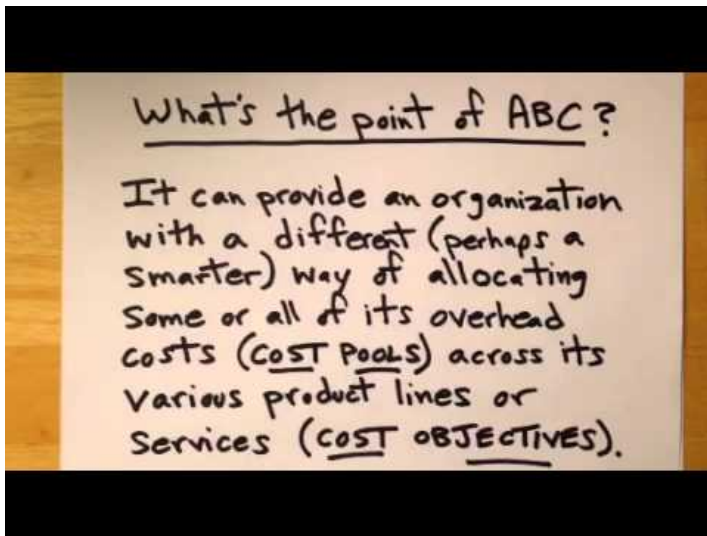 What's the point of ABC?
It can provide an organization
with a different (perhaps a
smarter) way of allocating
some or all of its overhead
costs (COST POOLS) across its
various product lines or
services (COST OBJECTIVES).